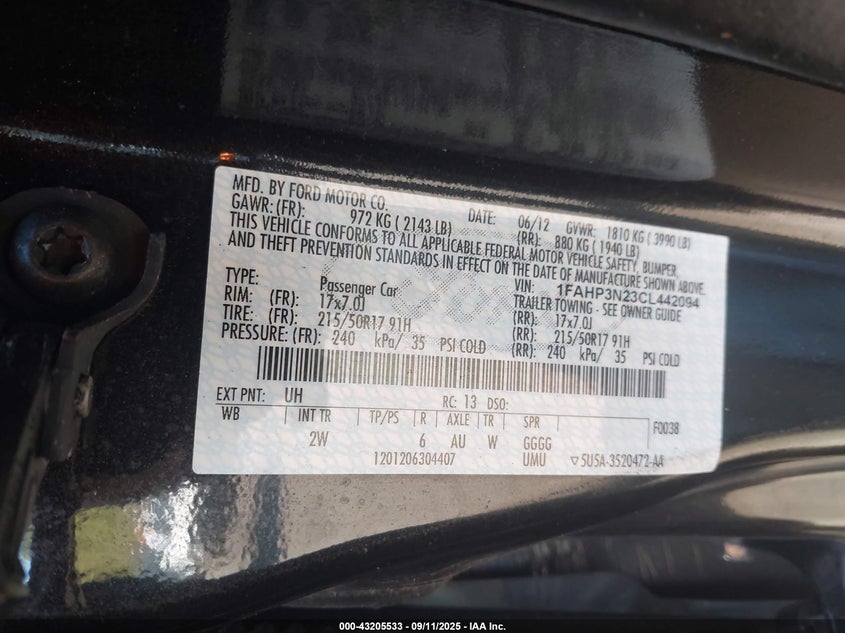 MFD. BY FORD MOTOR CO.
DATE: 06/12 GVWR: 1810 KG ( 3990 LB)
GAWR: (FR): 972 KG ( 2143 LB) (RR): 880 KG ( 1940 LB)
THIS VEHICLE CONFORMS TO ALL APPLICABLE FEDERAL MOTOR VEHICLE SAFETY, BUMPER,
AND THEFT PREVENTION STANDARDS IN EFFECT ON THE DATE OF MANUFACTURE SHOWN ABOVE.
VIN: 1FAHP3N23CL442094
TYPE: Passenger Car TRAILER TOWING - SEE OWNER GUIDE
RIM: (FR): 17x7.0J (RR): 17x7.0J
TIRE: (FR): 215/50R17 91H (RR): 215/50R17 91H
PRESSURE: (FR): 240 kPa/ 35 PSI COLD (RR): 240 kPa/ 35 PSI COLD
EXT PNT: UH RC: 13 DSO:
WB INT TR TP/PS R AXLE TR SPR F0038
2W 6 AU W GGGG
1201206304407 UMU ▽5U5A-3520472-AA
000-43205533 - 09/11/2025 - IAA Inc.